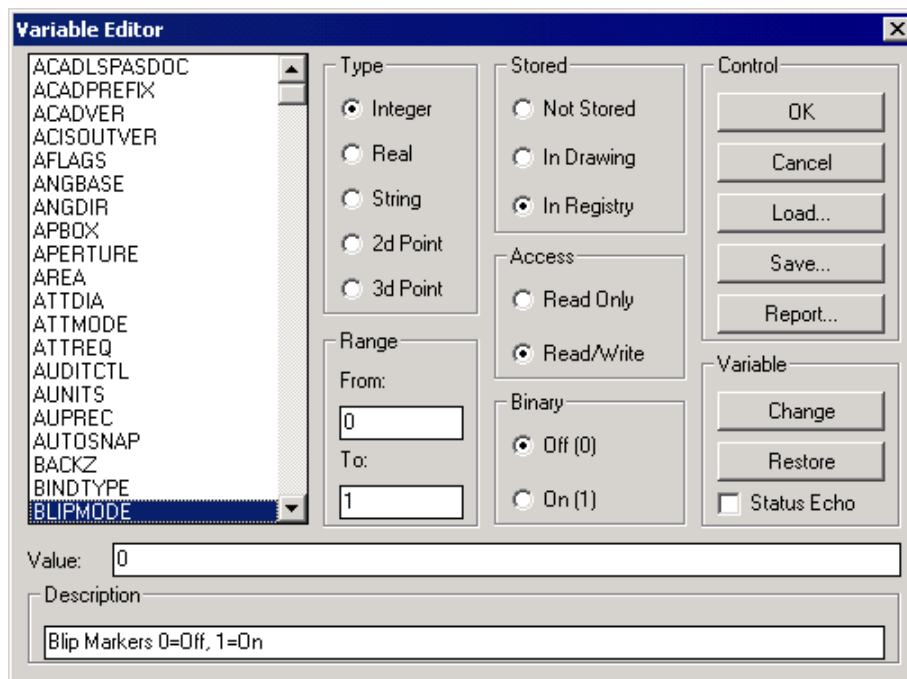 Variable Editor
ACADLSPASDOC
ACADPREFIX
ACADVER
ACISOUTVER
AFLAGS
ANGBASE
ANGDIR
APBOX
APERTURE
AREA
ATTDIA
ATTMODE
ATTREQ
AUDITCTL
AUNITS
AUPREC
AUTOSNAP
BACKZ
BINDTYPE
BLIPMODE
Type
Integer
Real
String
2d Point
3d Point
Range
From:
0
To:
1
Stored
Not Stored
In Drawing
In Registry
Access
Read Only
Read/Write
Binary
Off (0)
On (1)
Control
OK
Cancel
Load...
Save...
Report...
Variable
Change
Restore
Status Echo
Value: 0
Description
Blip Markers 0=Off, 1=On